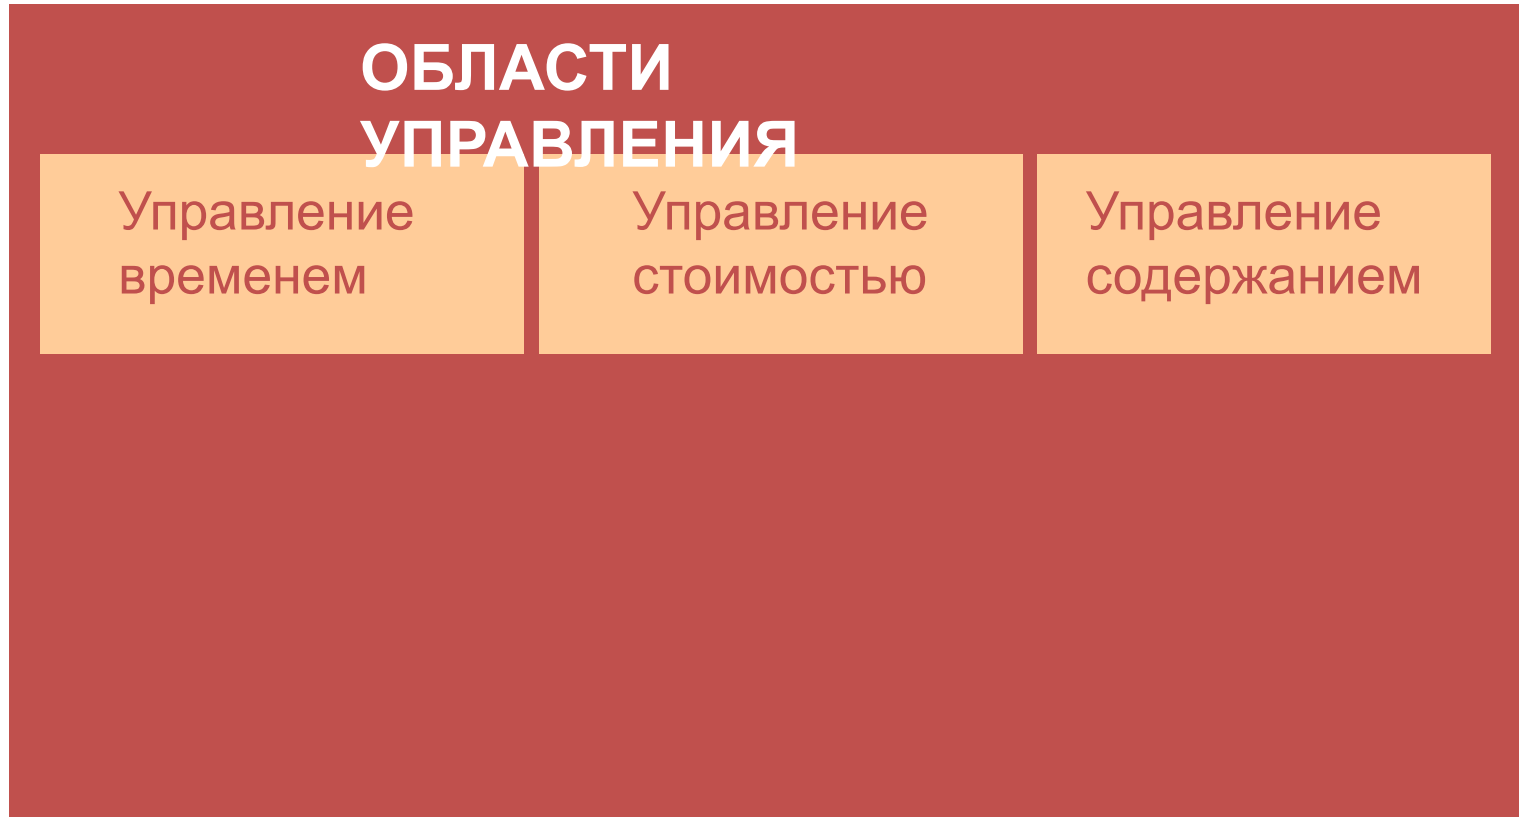 ОБЛАСТИ
УПРАВЛЕНИЯ
Управление
временем
Управление
стоимостью
Управление
содержанием